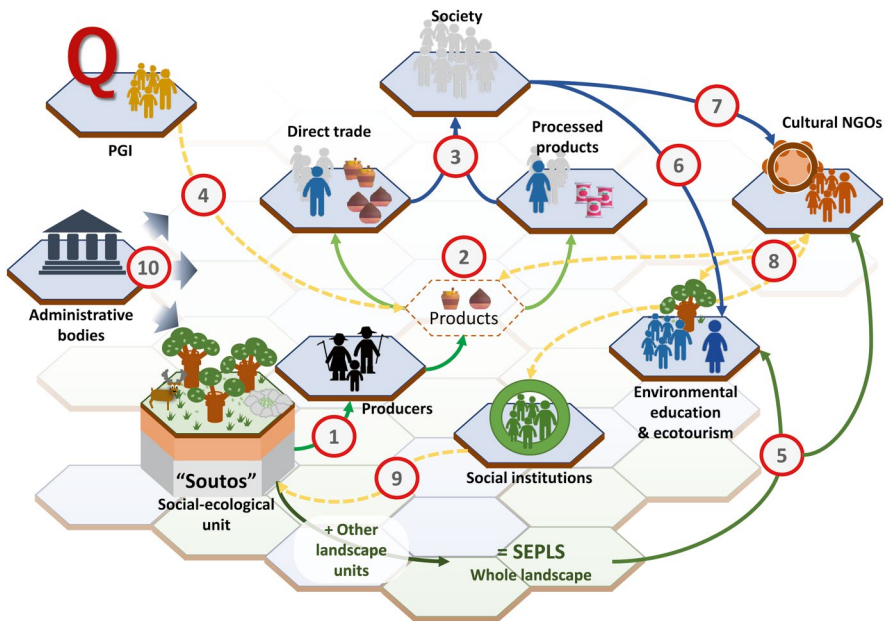 Society
Q
PGI
7
Direct trade
Processed
products
Cultural NGOs
3
6
4
2
8
10
Products
Administrative
bodies
Producers
Environmental
education
& ecotourism
1
5
"Soutos"
Social-ecological
unit
9
Social institutions
+ Other
landscape
units
= SEPLS
Whole landscape